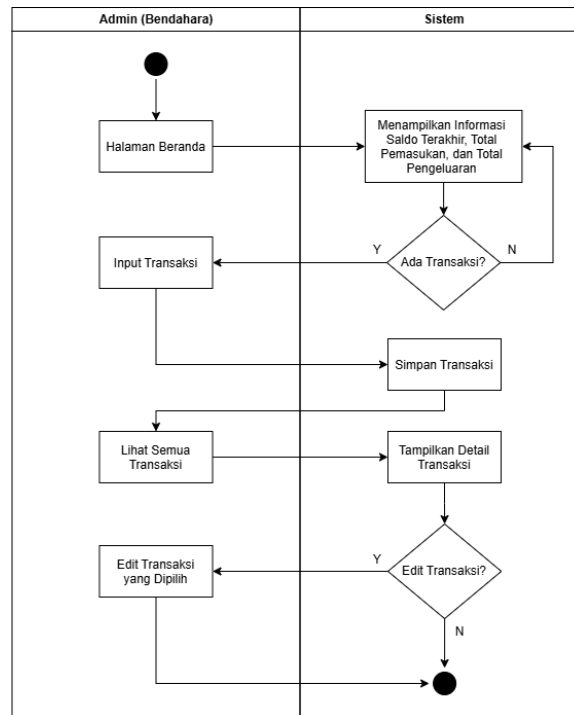 Admin (Bendahara)
Sistem
Halaman Beranda
Menampilkan Informasi
Saldo Terakhir, Total
Pemasukan, dan Total
Pengeluaran
Input Transaksi
Y
Ada Transaksi?
N
Simpan Transaksi
Lihat Semua
Transaksi
Tampilkan Detail
Transaksi
Edit Transaksi
yang Dipilih
Y
Edit Transaksi?
N